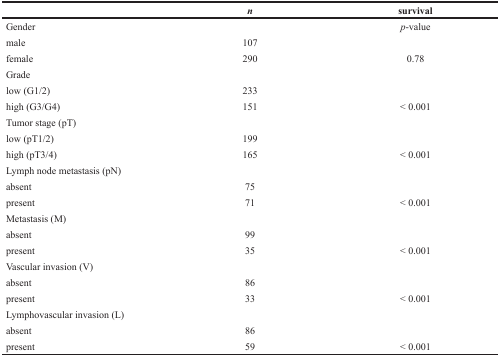 n survival
Gender p-value
male 107
female 290 0.78
Grade
low (G1/2) 233
high (G3/G4) 151 < 0.001
Tumor stage (pT)
low (pT1/2) 199
high (pT3/4) 165 < 0.001
Lymph node metastasis (pN)
absent 75
present 71 < 0.001
Metastasis (M)
absent 99
present 35 < 0.001
Vascular invasion (V)
absent 86
present 33 < 0.001
Lymphovascular invasion (L)
absent 86
present 59 < 0.001